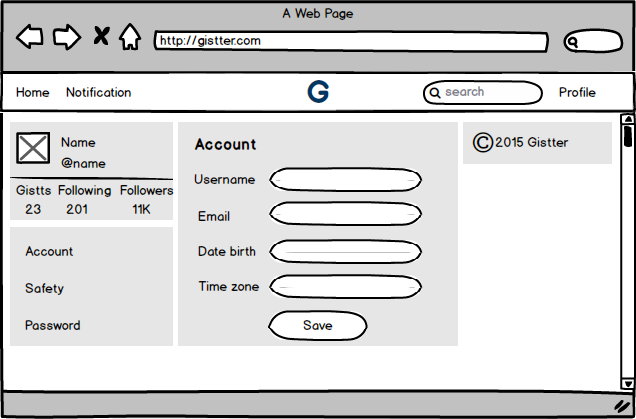 A Web Page
http://gistter.com
Home Notification G search Profile
Name
@name
Gistts Following Followers
23 201 11K
Account
Safety
Password
Account
Username
Email
Date birth
Time zone
Save
©2015 Gistter